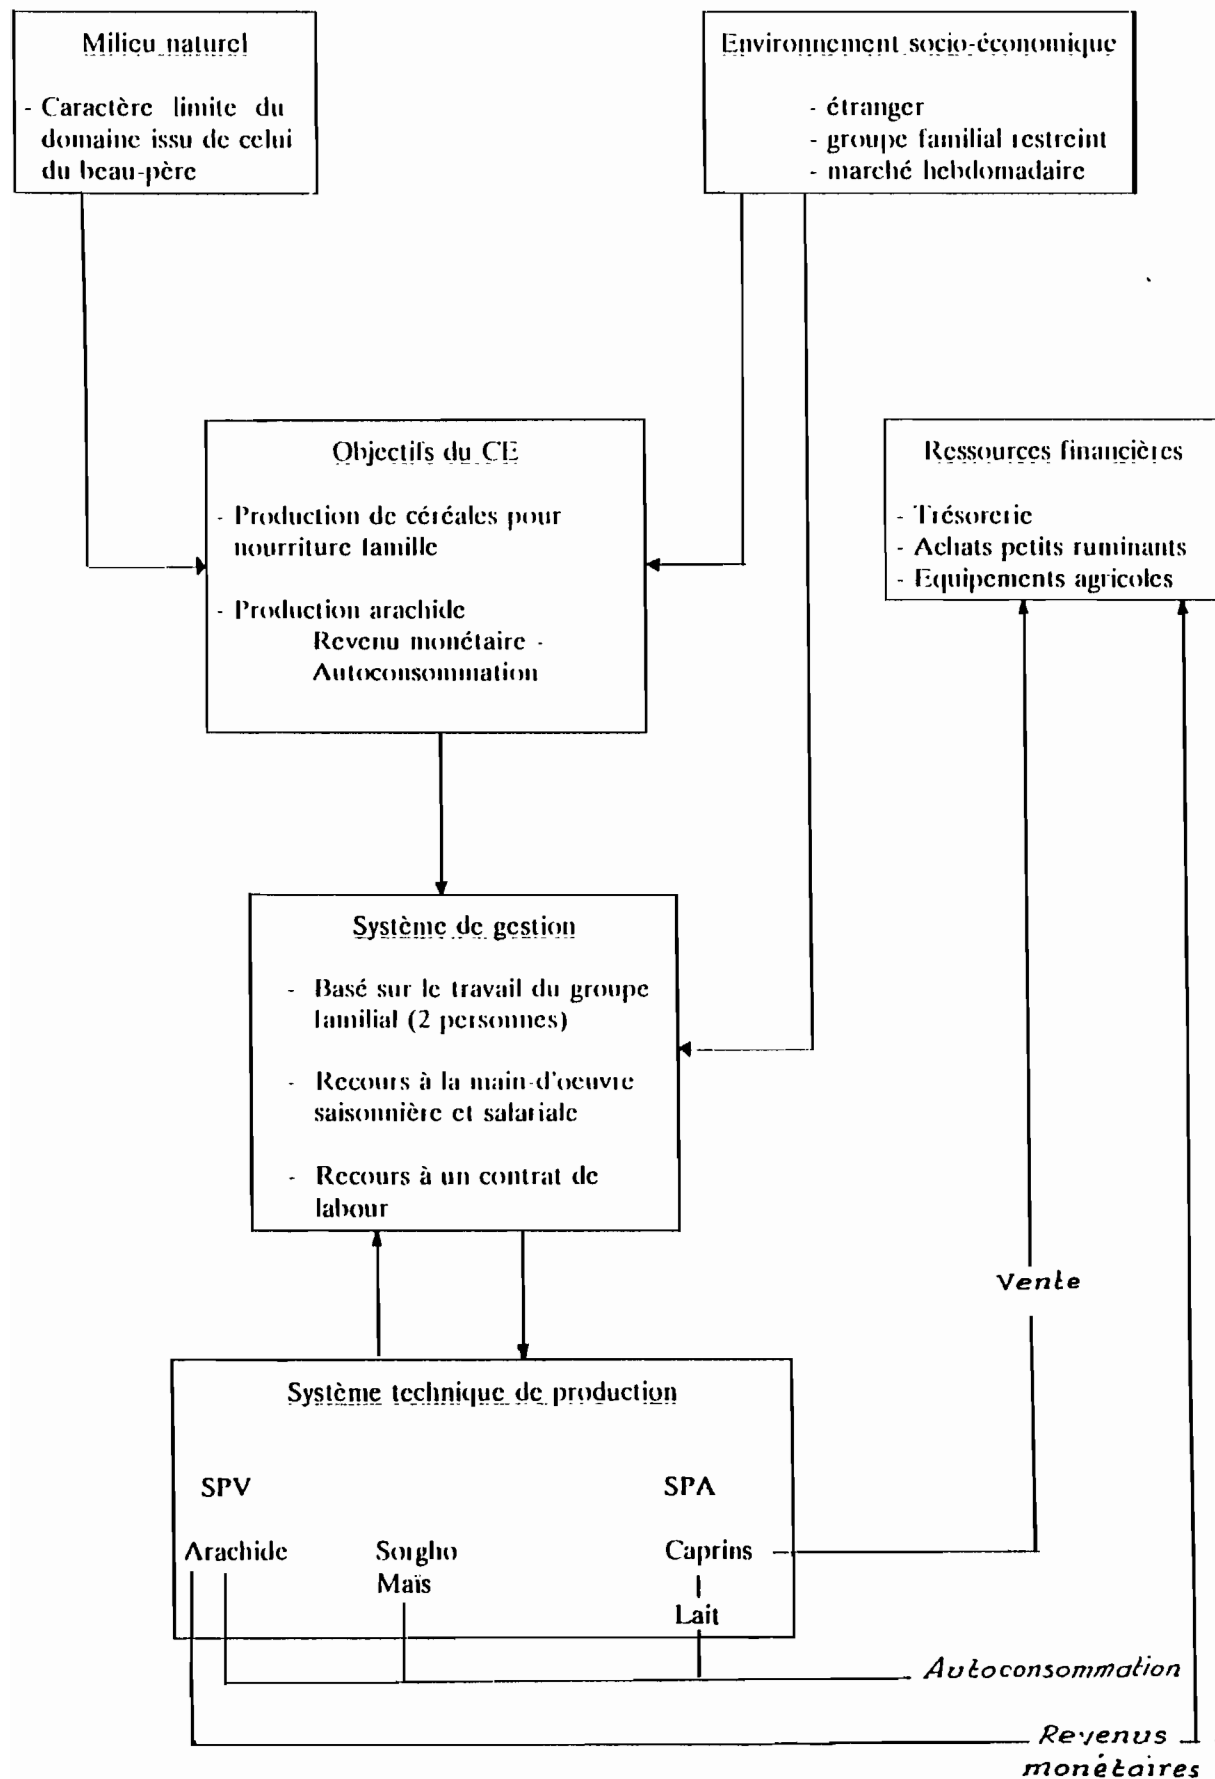 Milieu naturel
- Caractère limite du
domaine issu de celui
du beau-père
Environnement socio-économique
- étranger
- groupe familial restreint
- marché hebdomadaire
Objectifs du CE
- Production de céréales pour
nourriture famille
- Production arachide
Revenu monétaire -
Autoconsommation
Ressources financières
- Trésorerie
- Achats petits ruminants
- Equipements agricoles
Système de gestion
- Basé sur le travail du groupe
familial (2 personnes)
- Recours à la main-d'oeuvre
saisonnière et salariale
- Recours à un contrat de
labour
Vente
Système technique de production
SPV SPA
Arachide Sorgho Caprins
Maïs
Lait
Autoconsommation
Revenus
monétaires